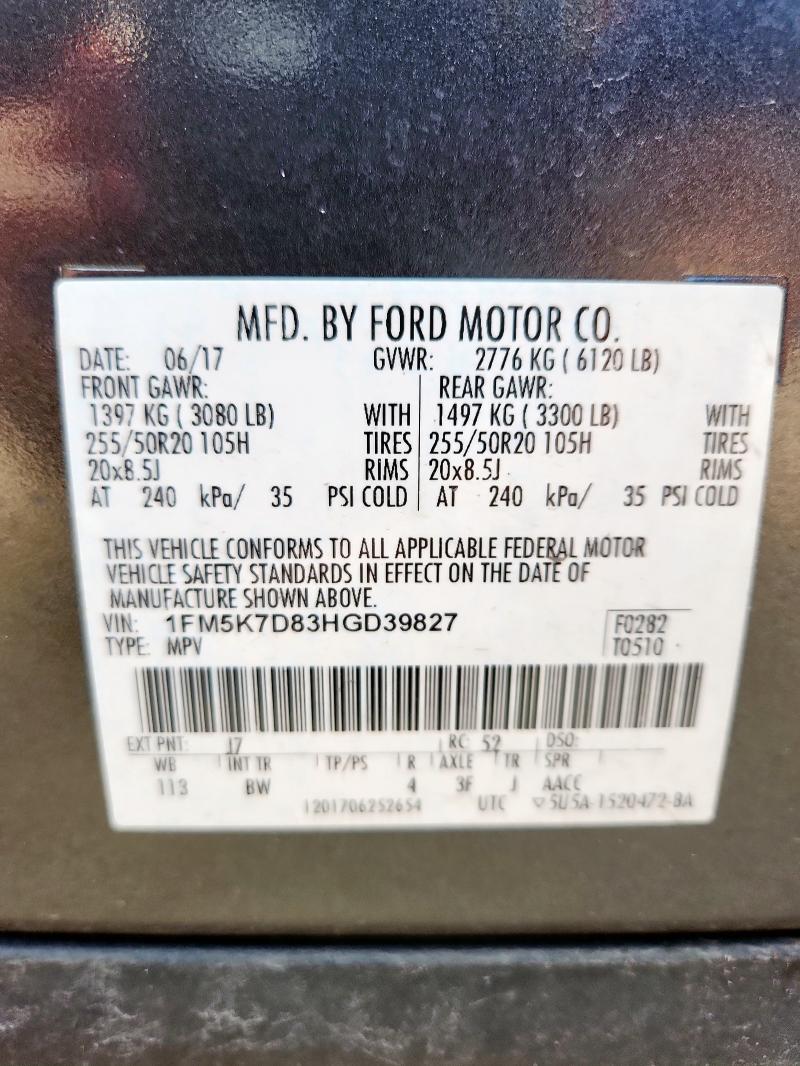 MFD. BY FORD MOTOR CO.
DATE: 06/17 GVWR: 2776 KG ( 6120 LB)
FRONT GAWR: REAR GAWR:
1397 KG ( 3080 LB) WITH 1497 KG ( 3300 LB) WITH
255/50R20 105H TIRES 255/50R20 105H TIRES
20x8.5J RIMS 20x8.5J RIMS
AT 240 kPa/ 35 PSI COLD AT 240 kPa/ 35 PSI COLD
THIS VEHICLE CONFORMS TO ALL APPLICABLE FEDERAL MOTOR
VEHICLE SAFETY STANDARDS IN EFFECT ON THE DATE OF
MANUFACTURE SHOWN ABOVE.
VIN: 1FM5K7D83HGD39827 F0282
TYPE: MPV T0510
EXT PNT: J7 RC: 52 DSO:
WB INT TR TP/PS R AXLE TR SPR
113 BW 4 3F J AACC
1201706252654 UTC ▽5U5A-1520472-BA